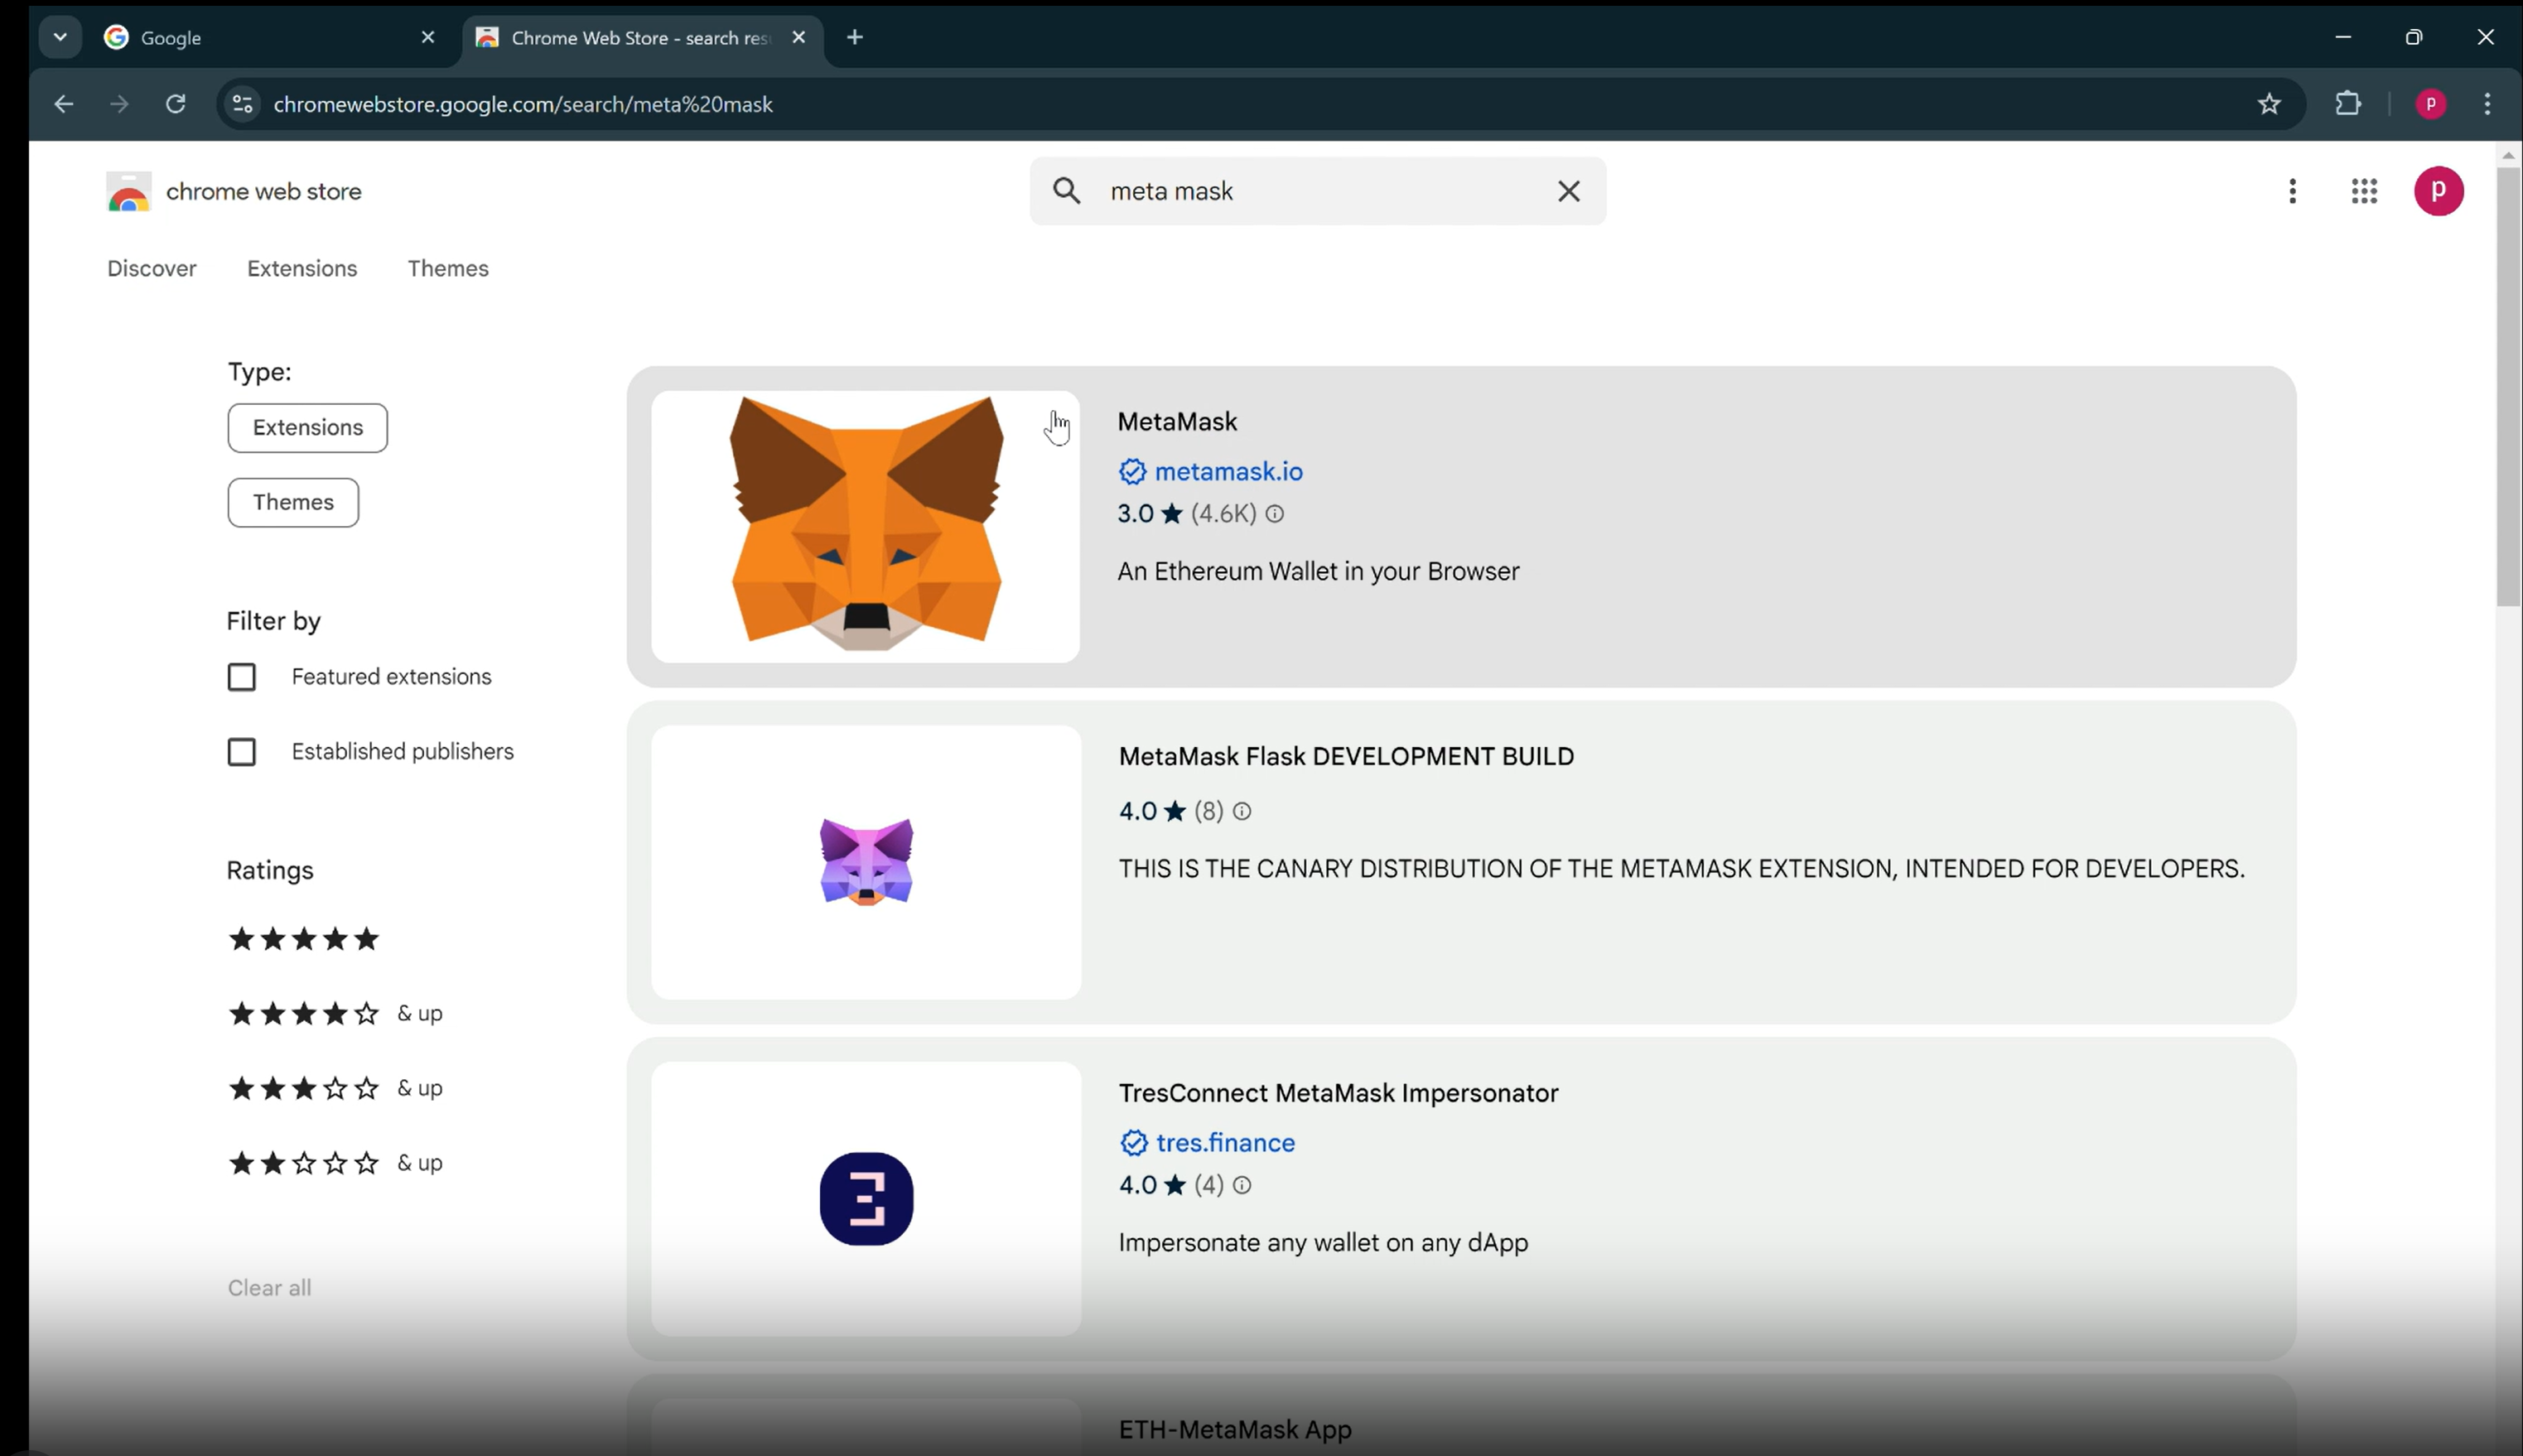 Google
Chrome Web Store - search res
chromewebstore.google.com/search/meta%20mask
P
chrome web store
meta mask
p
Discover
Extensions
Themes
Type:
Extensions
Themes
Filter by
Featured extensions
Established publishers
Ratings
& up
& up
& up
Clear all
MetaMask
metamask.io
3.0 ★ (4.6K)
An Ethereum Wallet in your Browser
MetaMask Flask DEVELOPMENT BUILD
4.0 ★ (8)
THIS IS THE CANARY DISTRIBUTION OF THE METAMASK EXTENSION, INTENDED FOR DEVELOPERS.
TresConnect MetaMask Impersonator
tres.finance
4.0 ★ (4)
Impersonate any wallet on any dApp
ETH-MetaMask App